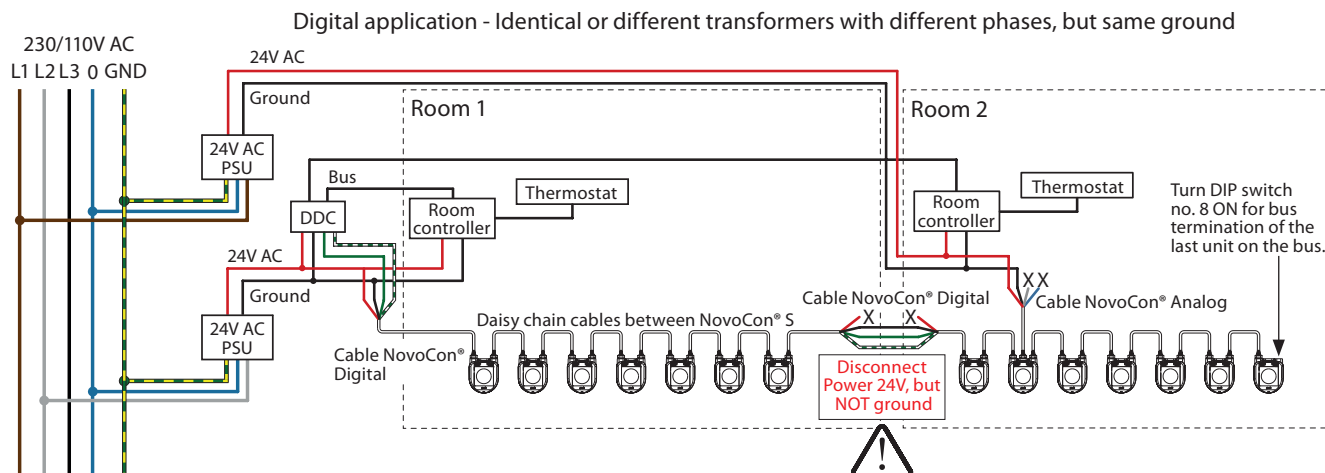 Digital application - Identical or different transformers with different phases, but same ground
230/110V AC
L1 L2 L3 0 GND
24V AC
Ground
24V AC
PSU
Room 1
Room 2
Bus
DDC
Room
controller
Thermostat
Room
controller
Thermostat
Turn DIP switch
no. 8 ON for bus
termination of the
last unit on the bus.
24V AC
Ground
24V AC
PSU
X X
Cable NovoCon® Digital
Cable NovoCon® Analog
X X
Daisy chain cables between NovoCon® S
Cable NovoCon®
Digital
Disconnect
Power 24V, but
NOT ground
!